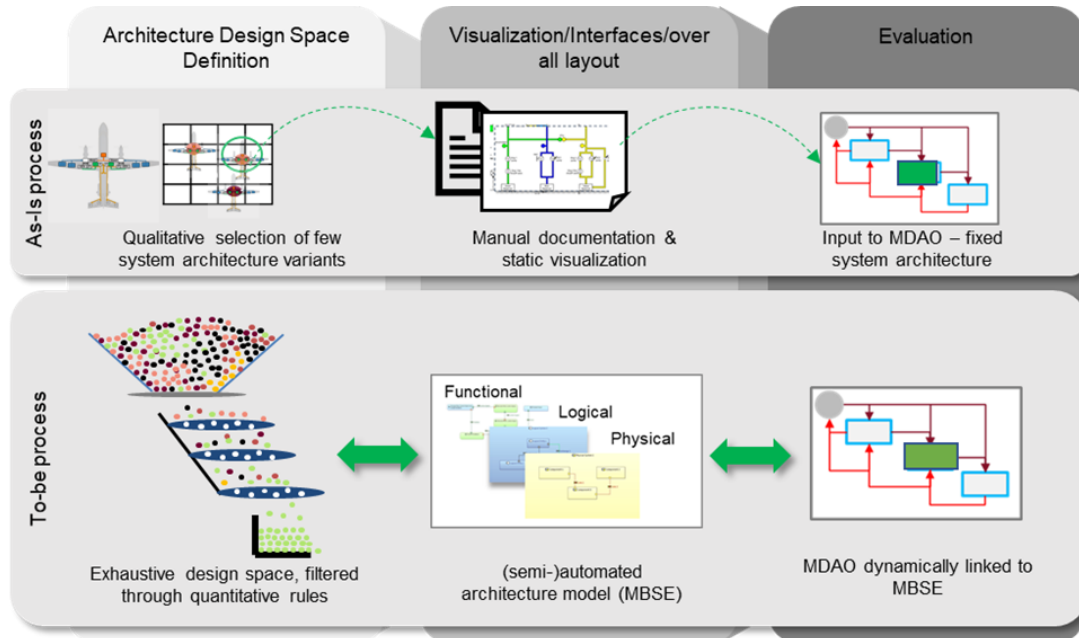 Architecture Design Space
Definition
Visualization/Interfaces/over
all layout
Evaluation
As-Is process
Qualitative selection of few
system architecture variants
Manual documentation &
static visualization
Input to MDAO – fixed
system architecture
To-be process
Functional
Logical
Physical
Exhaustive design space, filtered
through quantitative rules
(semi-)automated
architecture model (MBSE)
MDAO dynamically linked to
MBSE